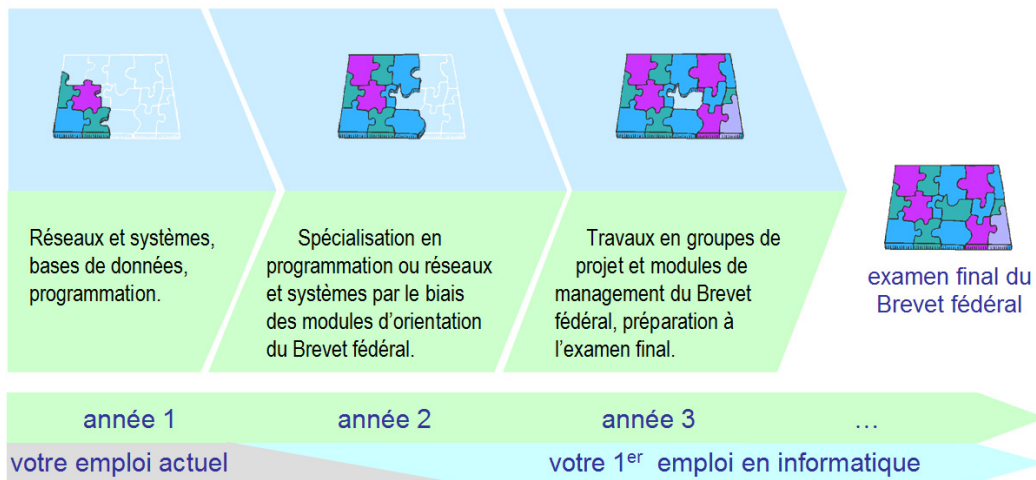 Réseaux et systèmes,
bases de données,
programmation.
Spécialisation en
programmation ou réseaux
et systèmes par le biais
des modules d'orientation
du Brevet fédéral.
Travaux en groupes de
projet et modules de
management du Brevet
fédéral, préparation à
l'examen final.
examen final du
Brevet fédéral
année 1
année 2
année 3
...
votre emploi actuel
votre 1er emploi en informatique